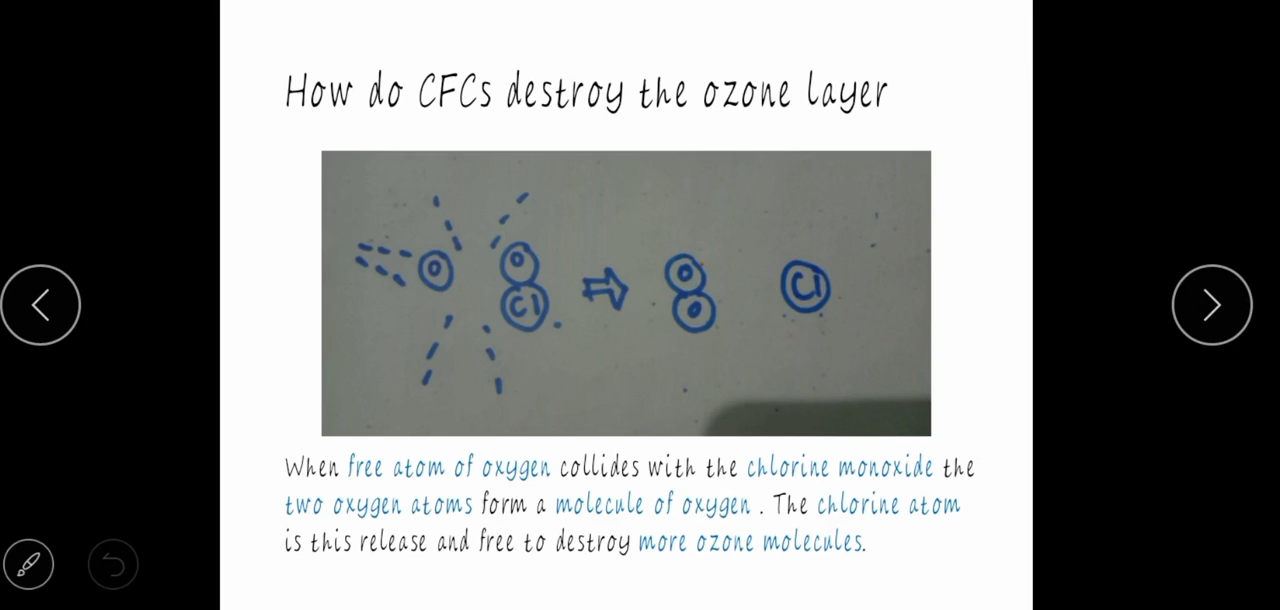 How do CFCs destroy the ozone layer
O O O
Cl O Cl
When free atom of oxygen collides with the chlorine monoxide the
two oxygen atoms form a molecule of oxygen . The chlorine atom
is this release and free to destroy more ozone molecules.